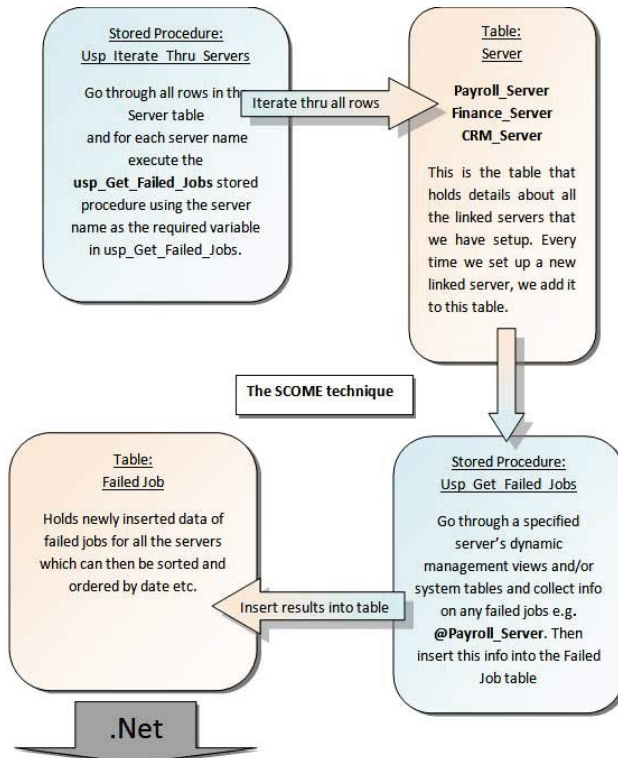 Stored Procedure:
Usp_Iterate_Thru_Servers
Go through all rows in the
Server table
and for each server name
execute the
usp_Get_Failed_Jobs stored
procedure using the server
name as the required variable
in usp_Get_Failed_Jobs.
Iterate thru all rows
Table:
Server
Payroll_Server
Finance_Server
CRM_Server
This is the table that
holds details about all
the linked servers that
we have setup. Every
time we set up a new
linked server, we add it
to this table.
The SCOME technique
Stored Procedure:
Usp_Get_Failed_Jobs
Go through a specified
server's dynamic
management views and/or
system tables and collect info
on any failed jobs e.g.
@Payroll_Server. Then
insert this info into the Failed
Job table
Insert results into table
Table:
Failed Job
Holds newly inserted data of
failed jobs for all the servers
which can then be sorted and
ordered by date etc.
.Net